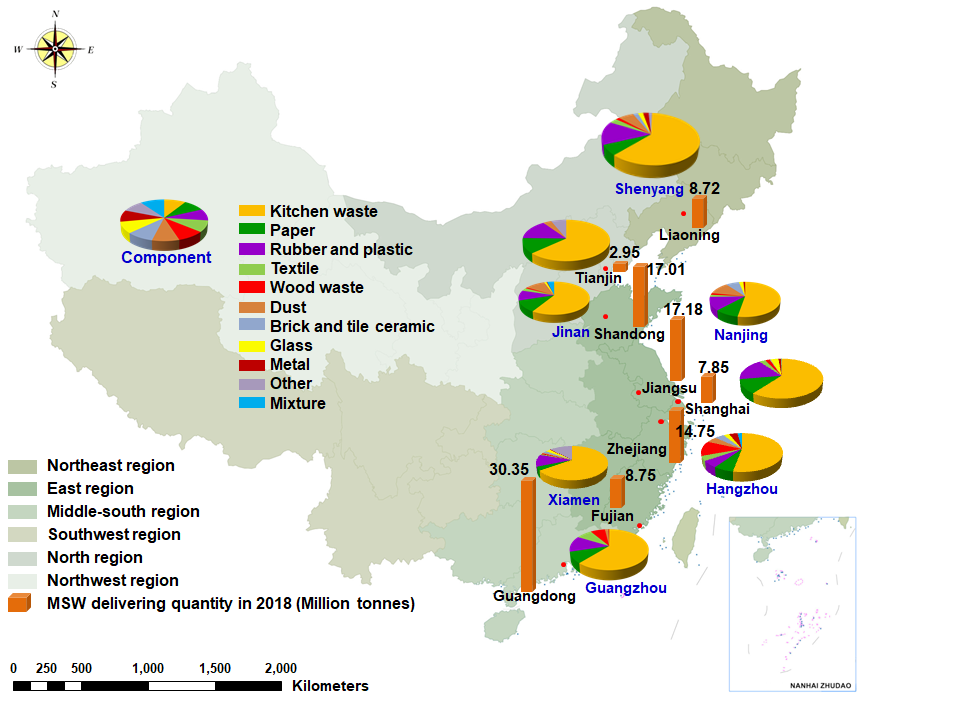 N
W
E
S
Shenyang 8.72
Liaoning
Kitchen waste
Paper
Rubber and plastic
Textile
Wood waste
Dust
Brick and tile ceramic
Glass
Metal
Other
Mixture
Component
2.95
Tianjin
17.01
Jinan
Shandong
17.18
Nanjing
7.85
Jiangsu
Shanghai
14.75
Zhejiang
Hangzhou
30.35
8.75
Xiamen
Fujian
Guangdong
Guangzhou
Northeast region
East region
Middle-south region
Southwest region
North region
Northwest region
MSW delivering quantity in 2018 (Million tonnes)
0 250 500 1,000 1,500 2,000
Kilometers
NANHAI ZHUDAO